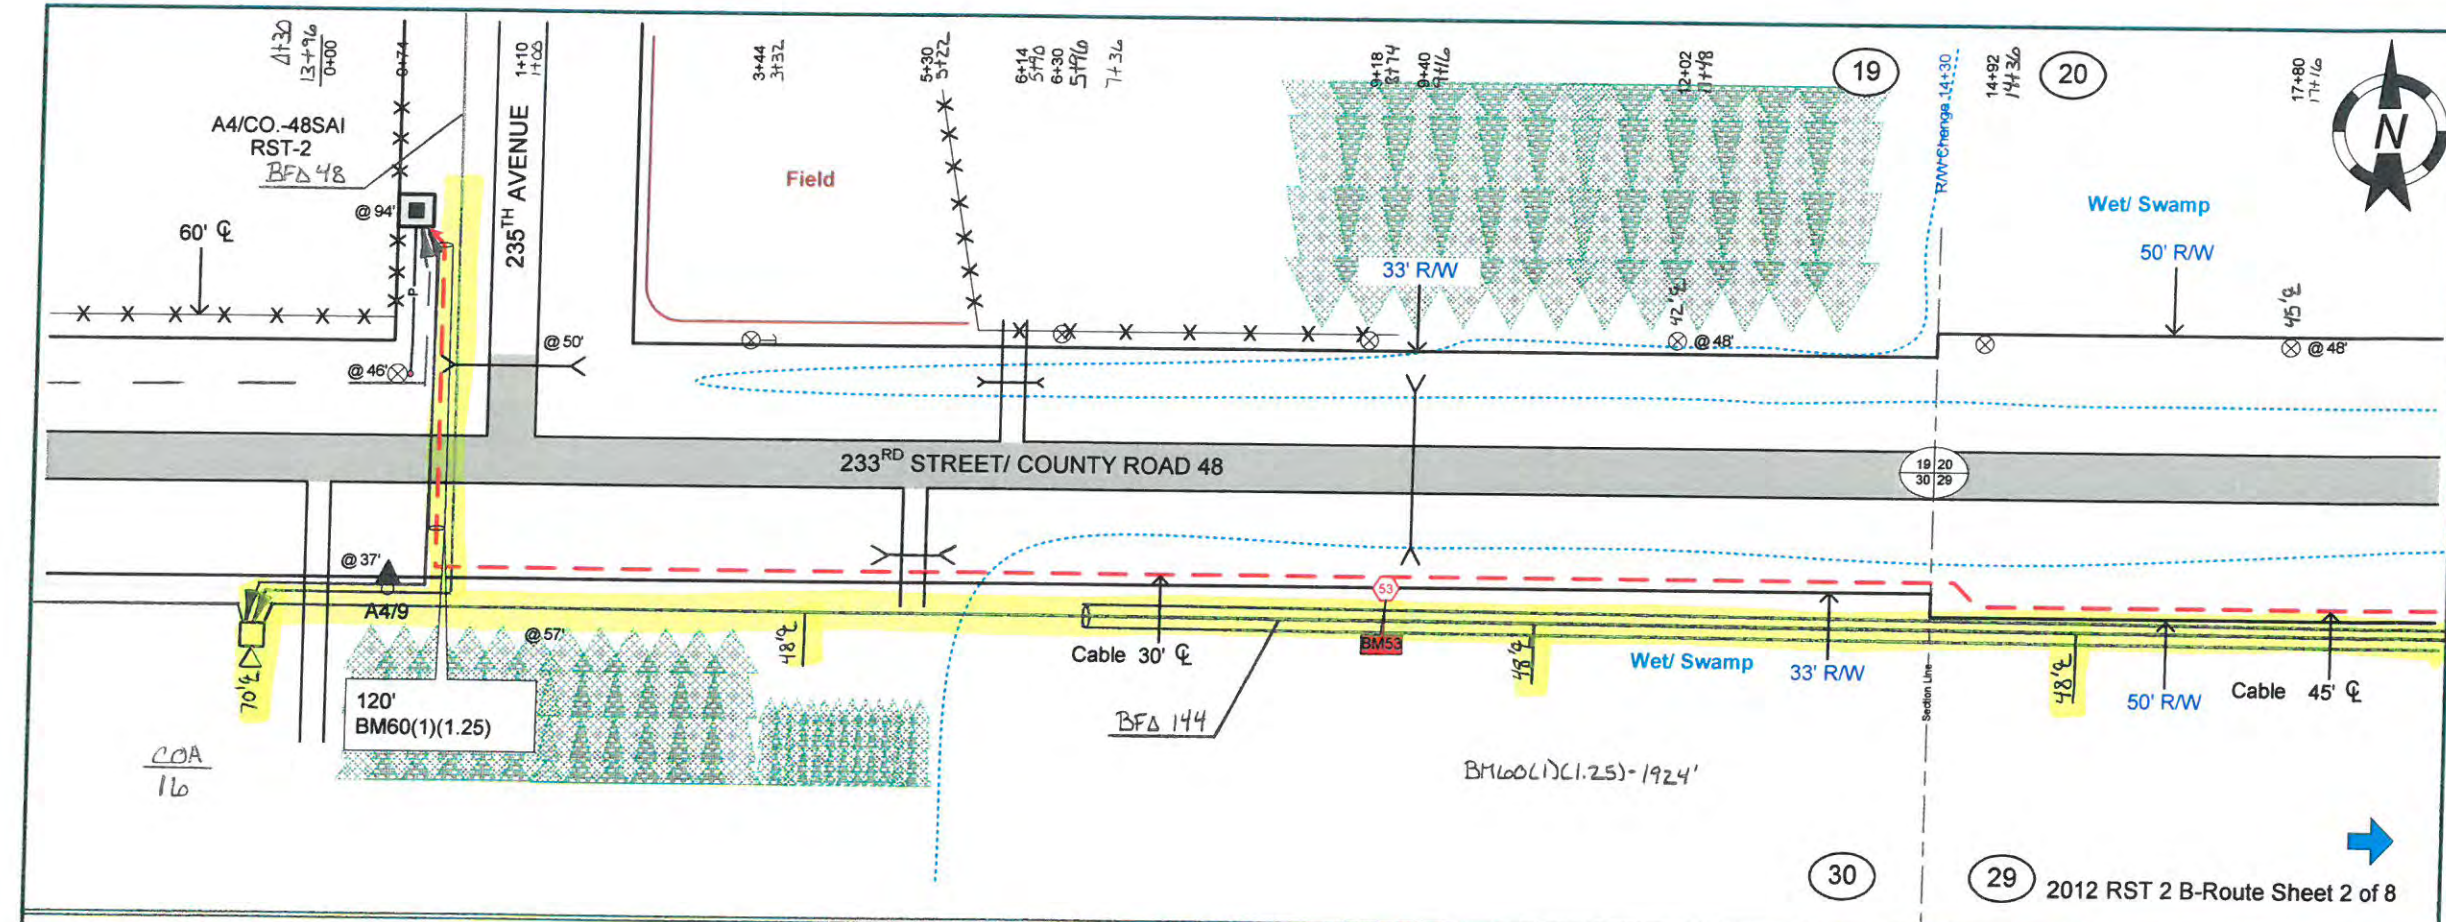 Δ+30
13+96
0+00
0+74
1+10
1+00
3+44
3+32
5+30
5+22
6+14
5+90
6+30
5+96
7+36
9+18
8+74
9+40
9+16
12+02
11+48
19
R/W Change 14+30
14+92
14+36
20
17+80
17+16
N
A4/CO.-48SAI
RST-2
BFΔ 48
@ 94'
60' ℄
235TH AVENUE
Field
33' R/W
Wet/ Swamp
50' R/W
P
@ 46'
@ 50'
42' ℄
@ 48'
45' ℄
@ 48'
233RD STREET/ COUNTY ROAD 48
19 20
30 29
@ 37'
A4/9
@ 57'
70' ℄
48' ℄
Cable 30' ℄
53
BM53
48' ℄
Wet/ Swamp
33' R/W
48' ℄
50' R/W
Cable 45' ℄
Section Line
120'
BM60(1)(1.25)
BFΔ 144
COA
16
BM60(1)(1.25)-1924'
30
29
2012 RST 2 B-Route Sheet 2 of 8